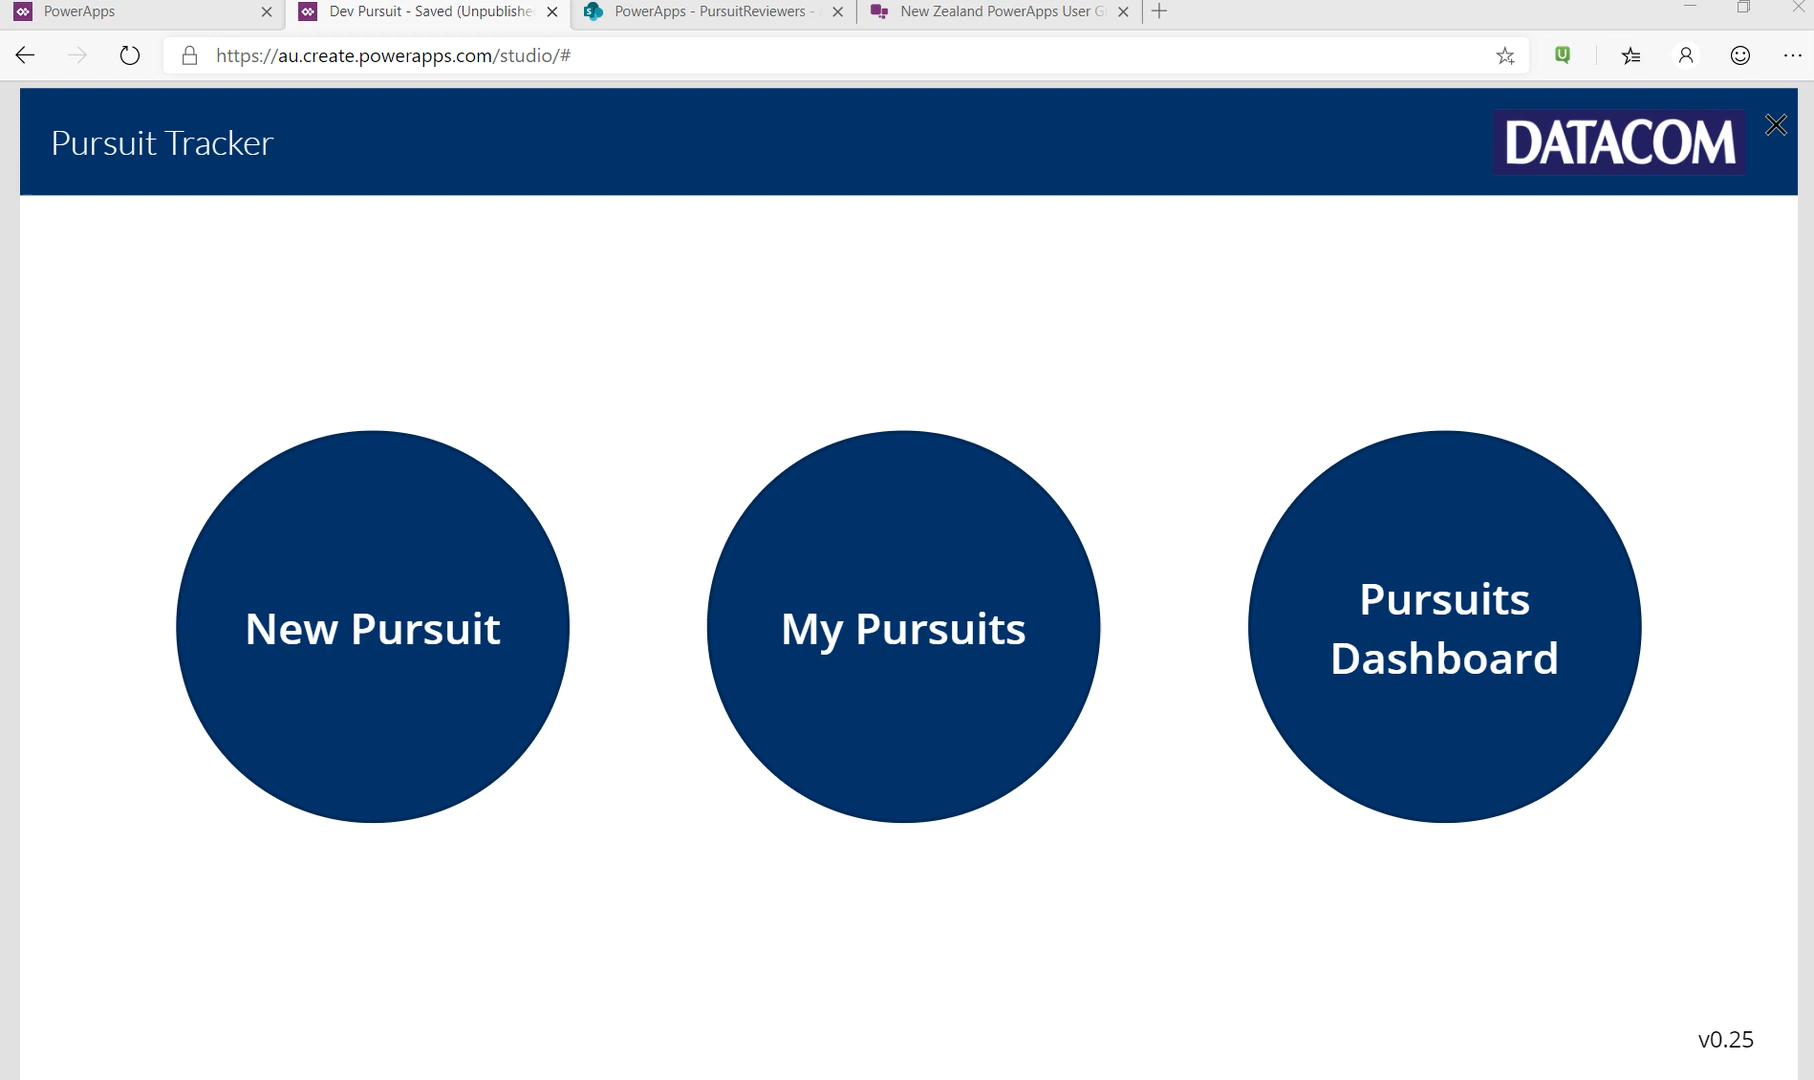 PowerApps
Dev Pursuit - Saved (Unpublishe
PowerApps - PursuitReviewers -
New Zealand PowerApps User G
https://au.create.powerapps.com/studio/#
Pursuit Tracker
DATACOM
New Pursuit
My Pursuits
Pursuits
Dashboard
v0.25